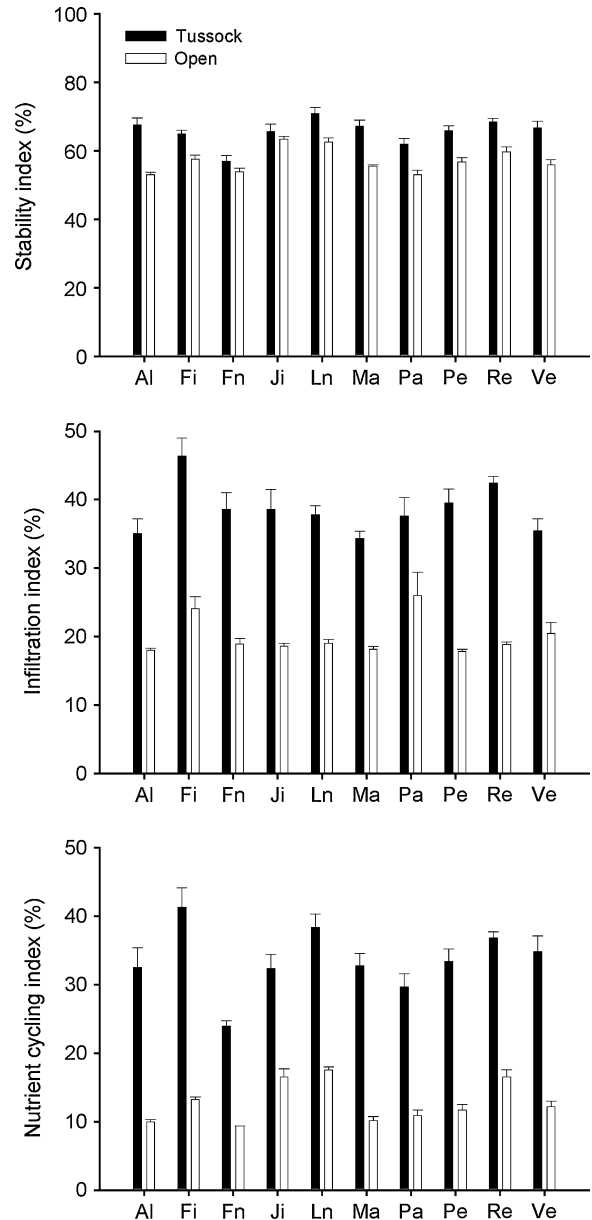 Stability index (%)
100
80
60
40
20
0
Tussock
Open
Al Fi Fn Ji Ln Ma Pa Pe Re Ve
Infiltration index (%)
50
40
30
20
10
0
Al Fi Fn Ji Ln Ma Pa Pe Re Ve
Nutrient cycling index (%)
50
40
30
20
10
0
Al Fi Fn Ji Ln Ma Pa Pe Re Ve